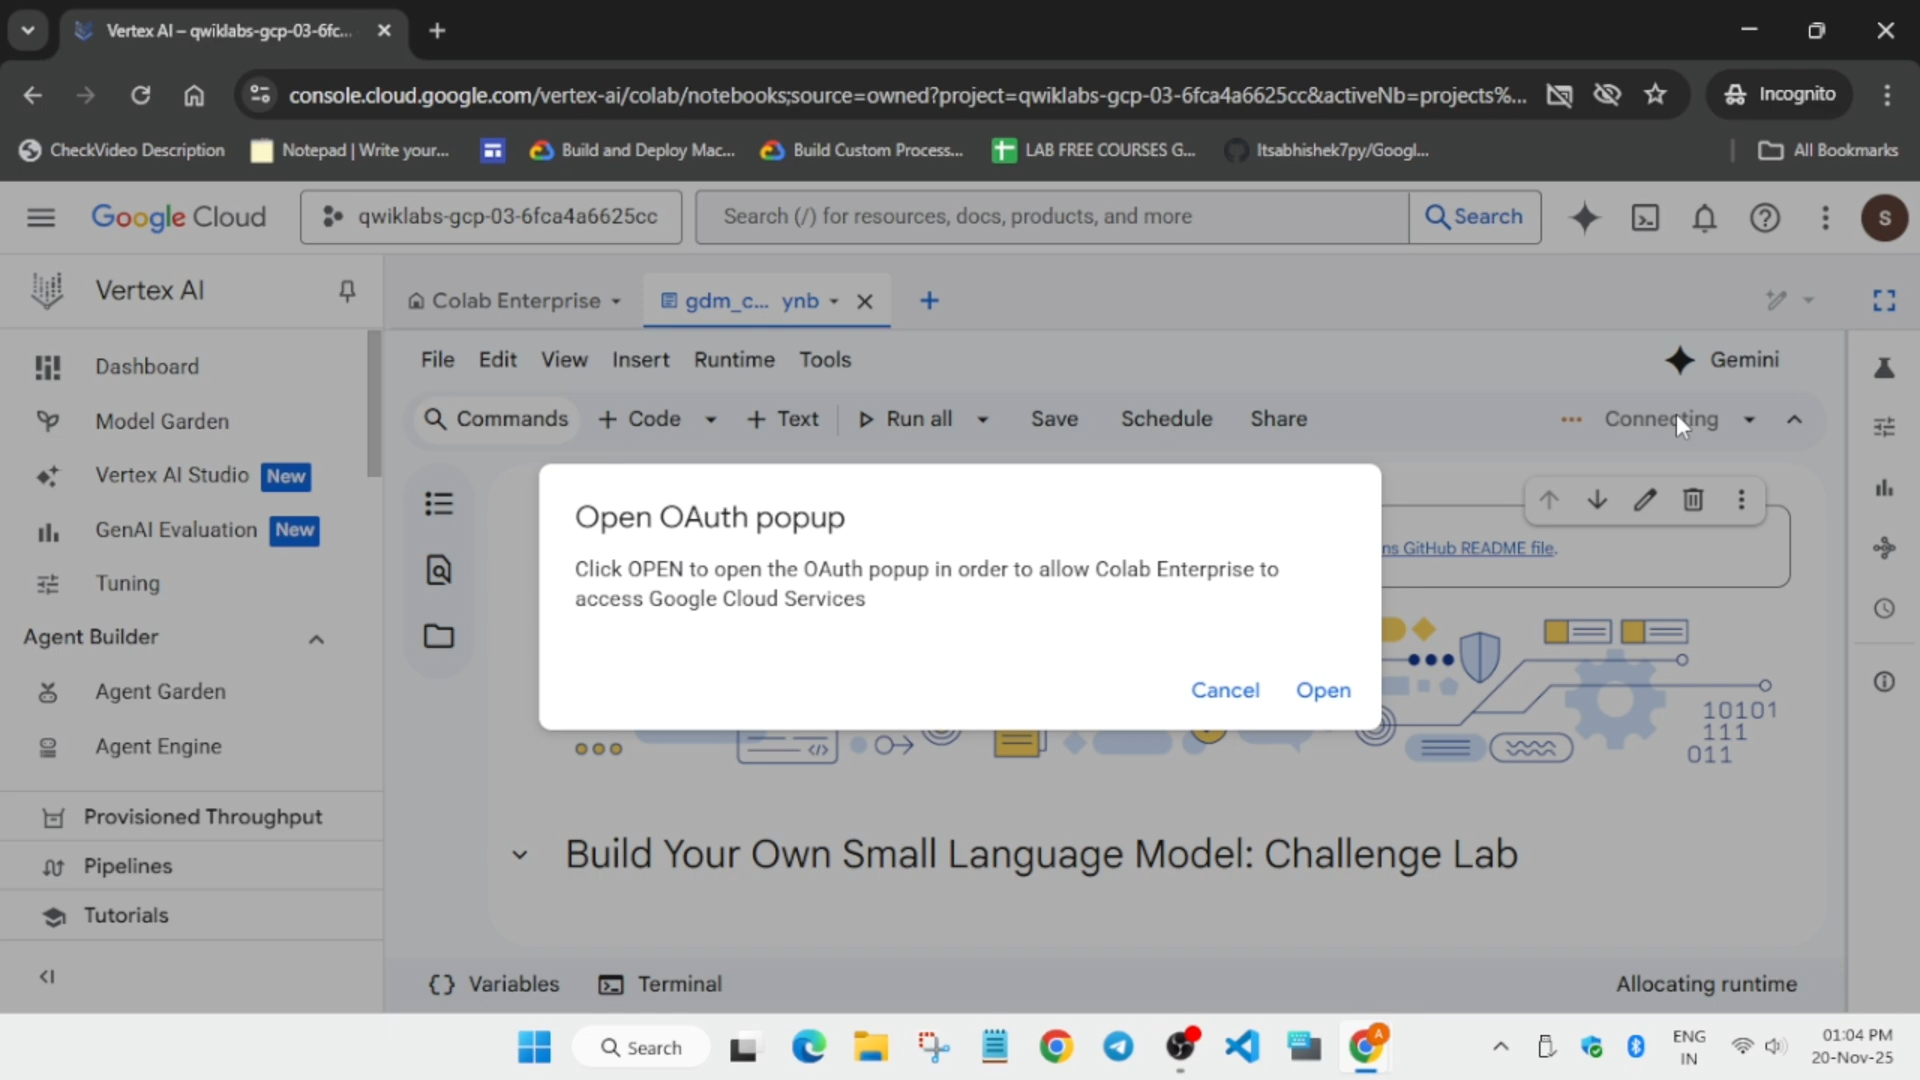 Vertex AI – qwiklabs-gcp-03-6fc...
console.cloud.google.com/vertex-ai/colab/notebooks;source=owned?project=qwiklabs-gcp-03-6fca4a6625cc&activeNb=projects%...
Incognito
CheckVideo Description
Notepad | Write your...
Build and Deploy Mac...
Build Custom Process...
LAB FREE COURSES G...
Itsabhishek7py/Googl...
All Bookmarks
Google Cloud
qwiklabs-gcp-03-6fca4a6625cc
Search (/) for resources, docs, products, and more
Search
S
Vertex AI
Colab Enterprise
gdm_c... ynb
Dashboard
Model Garden
Vertex AI Studio New
GenAI Evaluation New
Tuning
Agent Builder
Agent Garden
Agent Engine
Provisioned Throughput
Pipelines
Tutorials
File Edit View Insert Runtime Tools
Gemini
Commands
+ Code
+ Text
Run all
Save
Schedule
Share
Connecting
Open OAuth popup
Click OPEN to open the OAuth popup in order to allow Colab Enterprise to
access Google Cloud Services
Cancel
Open
ns GitHub README file.
10101
111
011
Build Your Own Small Language Model: Challenge Lab
Variables
Terminal
Allocating runtime
Search
A
ENG
IN
01:04 PM
20-Nov-25